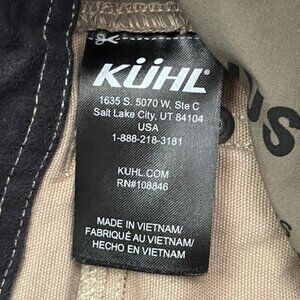 KÜHL
1635 S. 5070 W, Ste C
Salt Lake City, UT 84104
USA
1-888-218-3181
KUHL.COM
RN#108846
MADE IN VIETNAM/
FABRIQUÉ AU VIETNAM/
HECHO EN VIETNAM